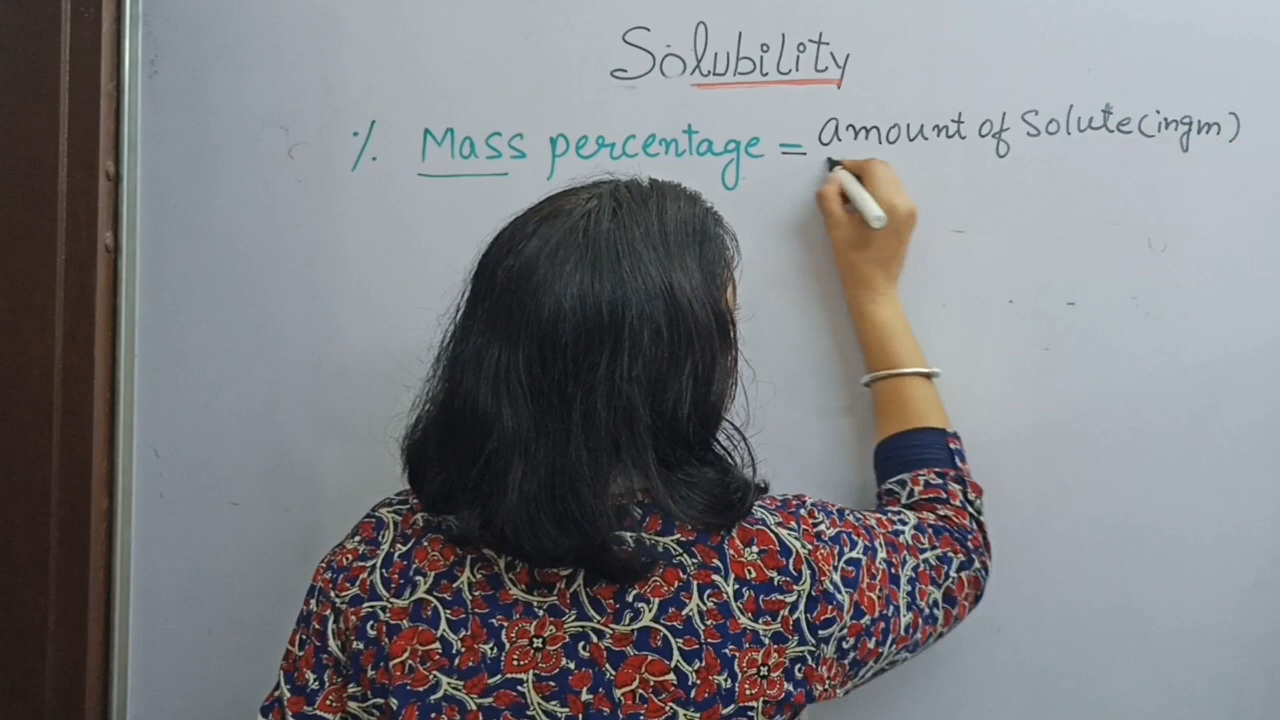 Solubility
% Mass percentage = amount of Solute (in gm)